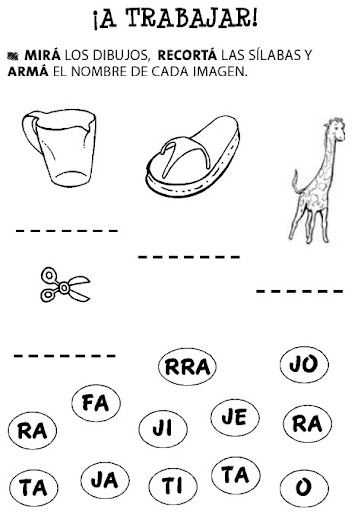 ¡A TRABAJAR!
MIRÁ LOS DIBUJOS, RECORTÁ LAS SÍLABAS Y
ARMÁ EL NOMBRE DE CADA IMAGEN.
RRA JO
RA FA JI JE RA
TA JA TI TA O